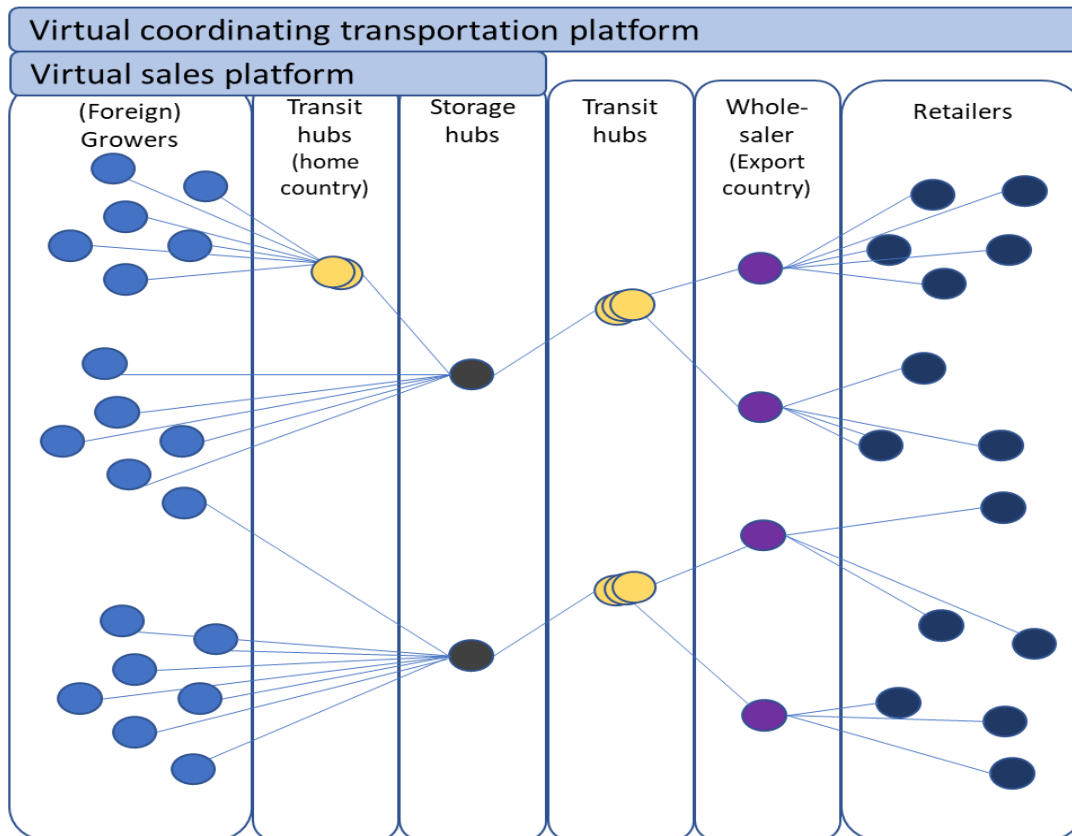 Virtual coordinating transportation platform
Virtual sales platform
(Foreign)
Growers
Transit
hubs
(home
country)
Storage
hubs
Transit
hubs
Whole-
saler
(Export
country)
Retailers